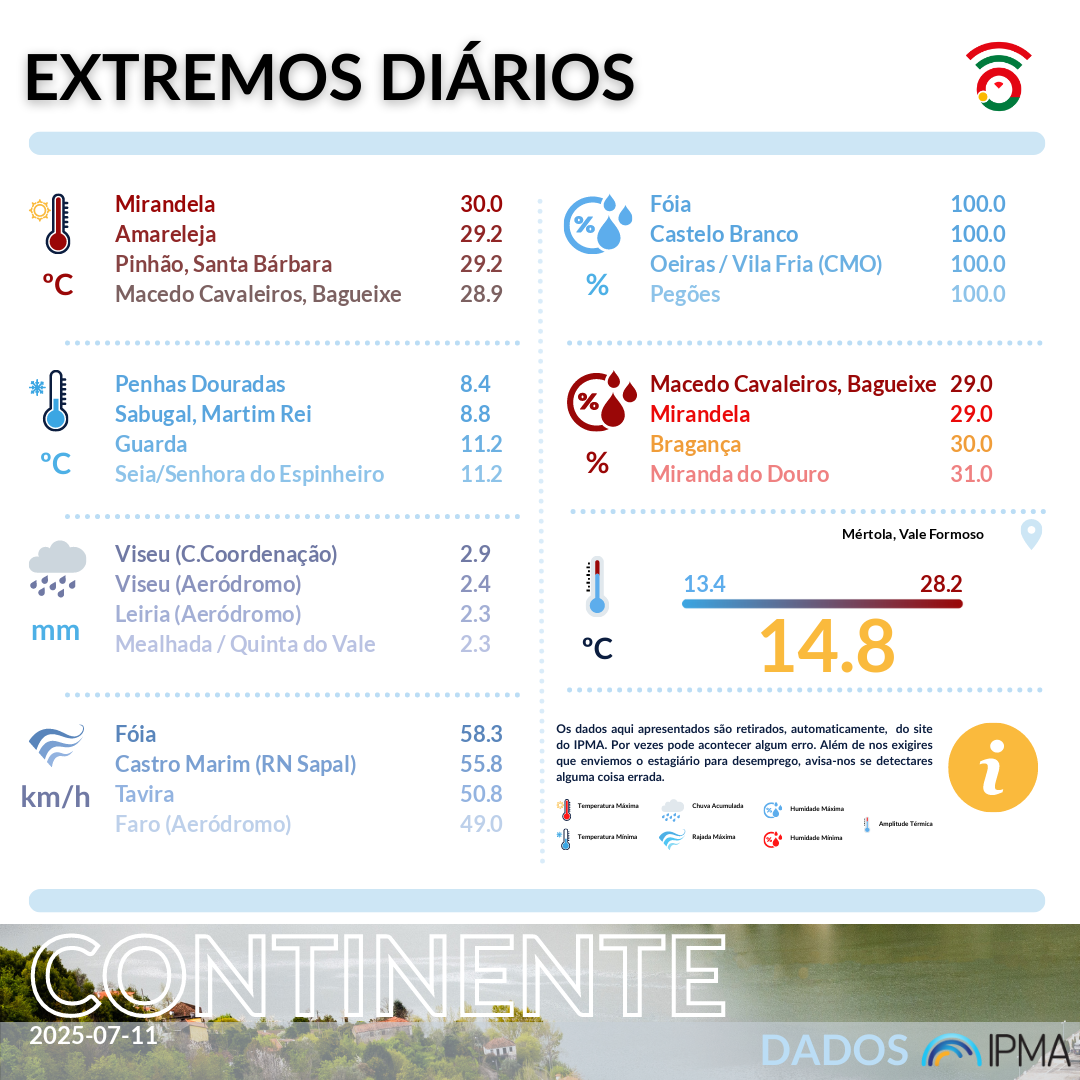 EXTREMOS DIÁRIOS
Mirandela 30.0
Amareleja 29.2
Pinhão, Santa Bárbara 29.2
Macedo Cavaleiros, Bagueixe 28.9
ºC
Penhas Douradas 8.4
Sabugal, Martim Rei 8.8
Guarda 11.2
Seia/Senhora do Espinheiro 11.2
ºC
Viseu (C.Coordenação) 2.9
Viseu (Aeródromo) 2.4
Leiria (Aeródromo) 2.3
Mealhada / Quinta do Vale 2.3
mm
Fóia 58.3
Castro Marim (RN Sapal) 55.8
Tavira 50.8
Faro (Aeródromo) 49.0
km/h
Fóia 100.0
Castelo Branco 100.0
Oeiras / Vila Fria (CMO) 100.0
Pegões 100.0
%
%
Macedo Cavaleiros, Bagueixe 29.0
Mirandela 29.0
Bragança 30.0
Miranda do Douro 31.0
%
%
Mértola, Vale Formoso
13.4 28.2
14.8
ºC
Os dados aqui apresentados são retirados, automaticamente, do site
do IPMA. Por vezes pode acontecer algum erro. Além de nos exigires
que enviemos o estagiário para desemprego, avisa-nos se detectares
alguma coisa errada.
i
Temperatura Máxima
Chuva Acumulada
Humidade Máxima
Amplitude Térmica
Temperatura Mínima
Rajada Máxima
Humidade Mínima
CONTINENTE
2025-07-11
DADOS IPMA